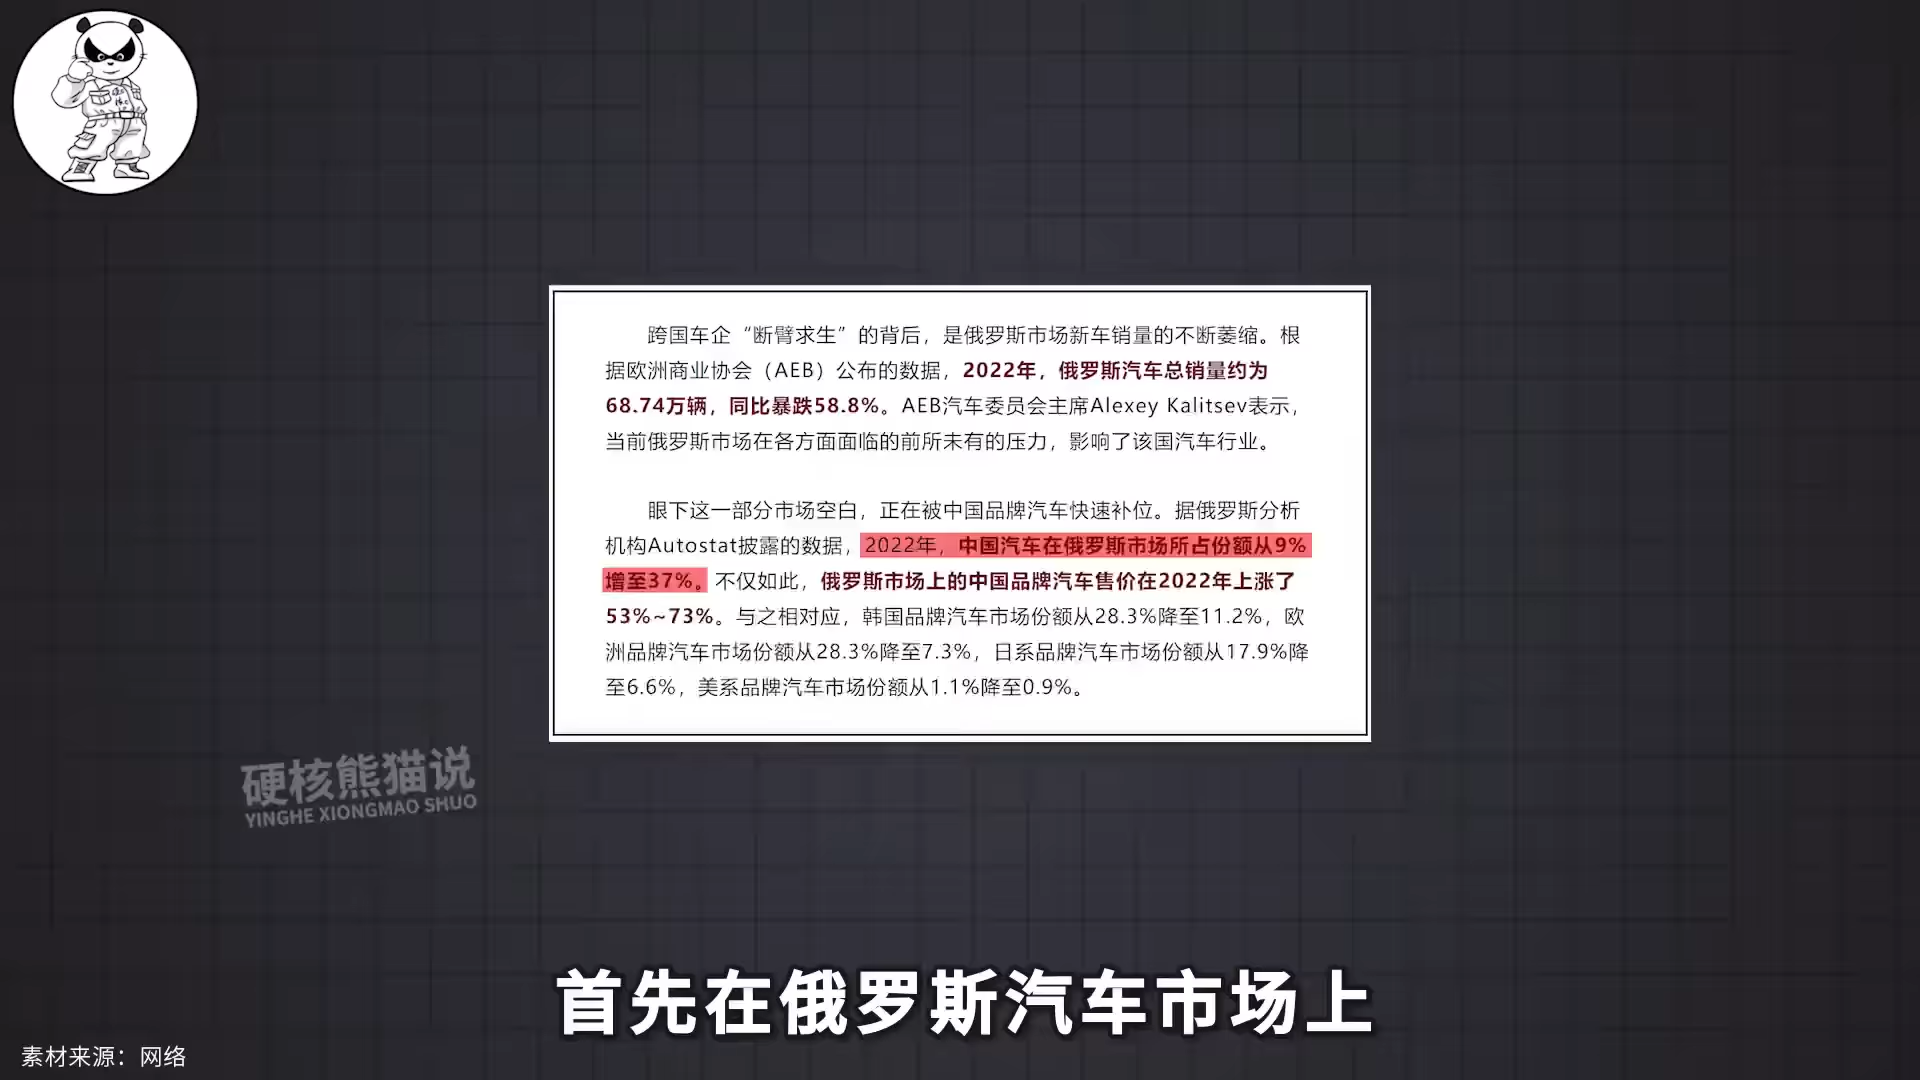 跨国车企“断臂求生”的背后，是俄罗斯市场新车销量的不断萎缩。根
据欧洲商业协会（AEB）公布的数据，2022年，俄罗斯汽车总销量约为
68.74万辆，同比暴跌58.8%。AEB汽车委员会主席Alexey Kalitsev表示，
当前俄罗斯市场在各方面面临的前所未有的压力，影响了该国汽车行业。
眼下这一部分市场空白，正在被中国品牌汽车快速补位。据俄罗斯分析
机构Autostat披露的数据，2022年，中国汽车在俄罗斯市场所占份额从9%
增至37%。不仅如此，俄罗斯市场上的中国品牌汽车售价在2022年上涨了
53%~73%。与之相对应，韩国品牌汽车市场份额从28.3%降至11.2%，欧
洲品牌汽车市场份额从28.3%降至7.3%，日系品牌汽车市场份额从17.9%降
至6.6%，美系品牌汽车市场份额从1.1%降至0.9%。
硬核熊猫说
YINGHE XIONGMAO SHUO
首先在俄罗斯汽车市场上
素材来源：网络